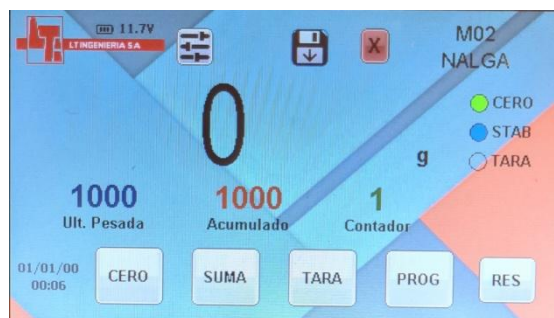 LTA
LT INGENIERIA S.A
11.7V
X
M02
NALGA
0
g
CERO
STAB
TARA
1000
Ult. Pesada
1000
Acumulado
1
Contador
01/01/00
00:06
CERO
SUMA
TARA
PROG
RES